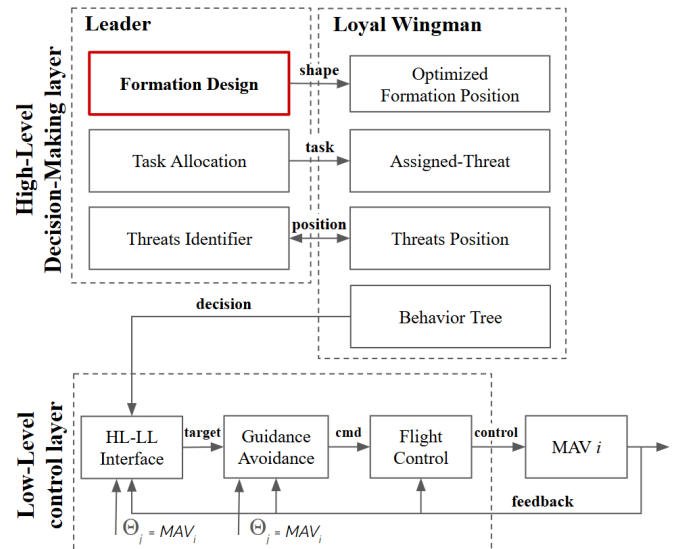 Leader
Loyal Wingman
High-Level
Decision-Making layer
Formation Design
shape
Optimized
Formation Position
Task Allocation
task
Assigned-Threat
Threats Identifier
position
Threats Position
decision
Behavior Tree
Low-Level
control layer
HL-LL
Interface
target
Guidance
Avoidance
cmd
Flight
Control
control
MAV i
feedback
Θj = MAVi
Θj = MAVi